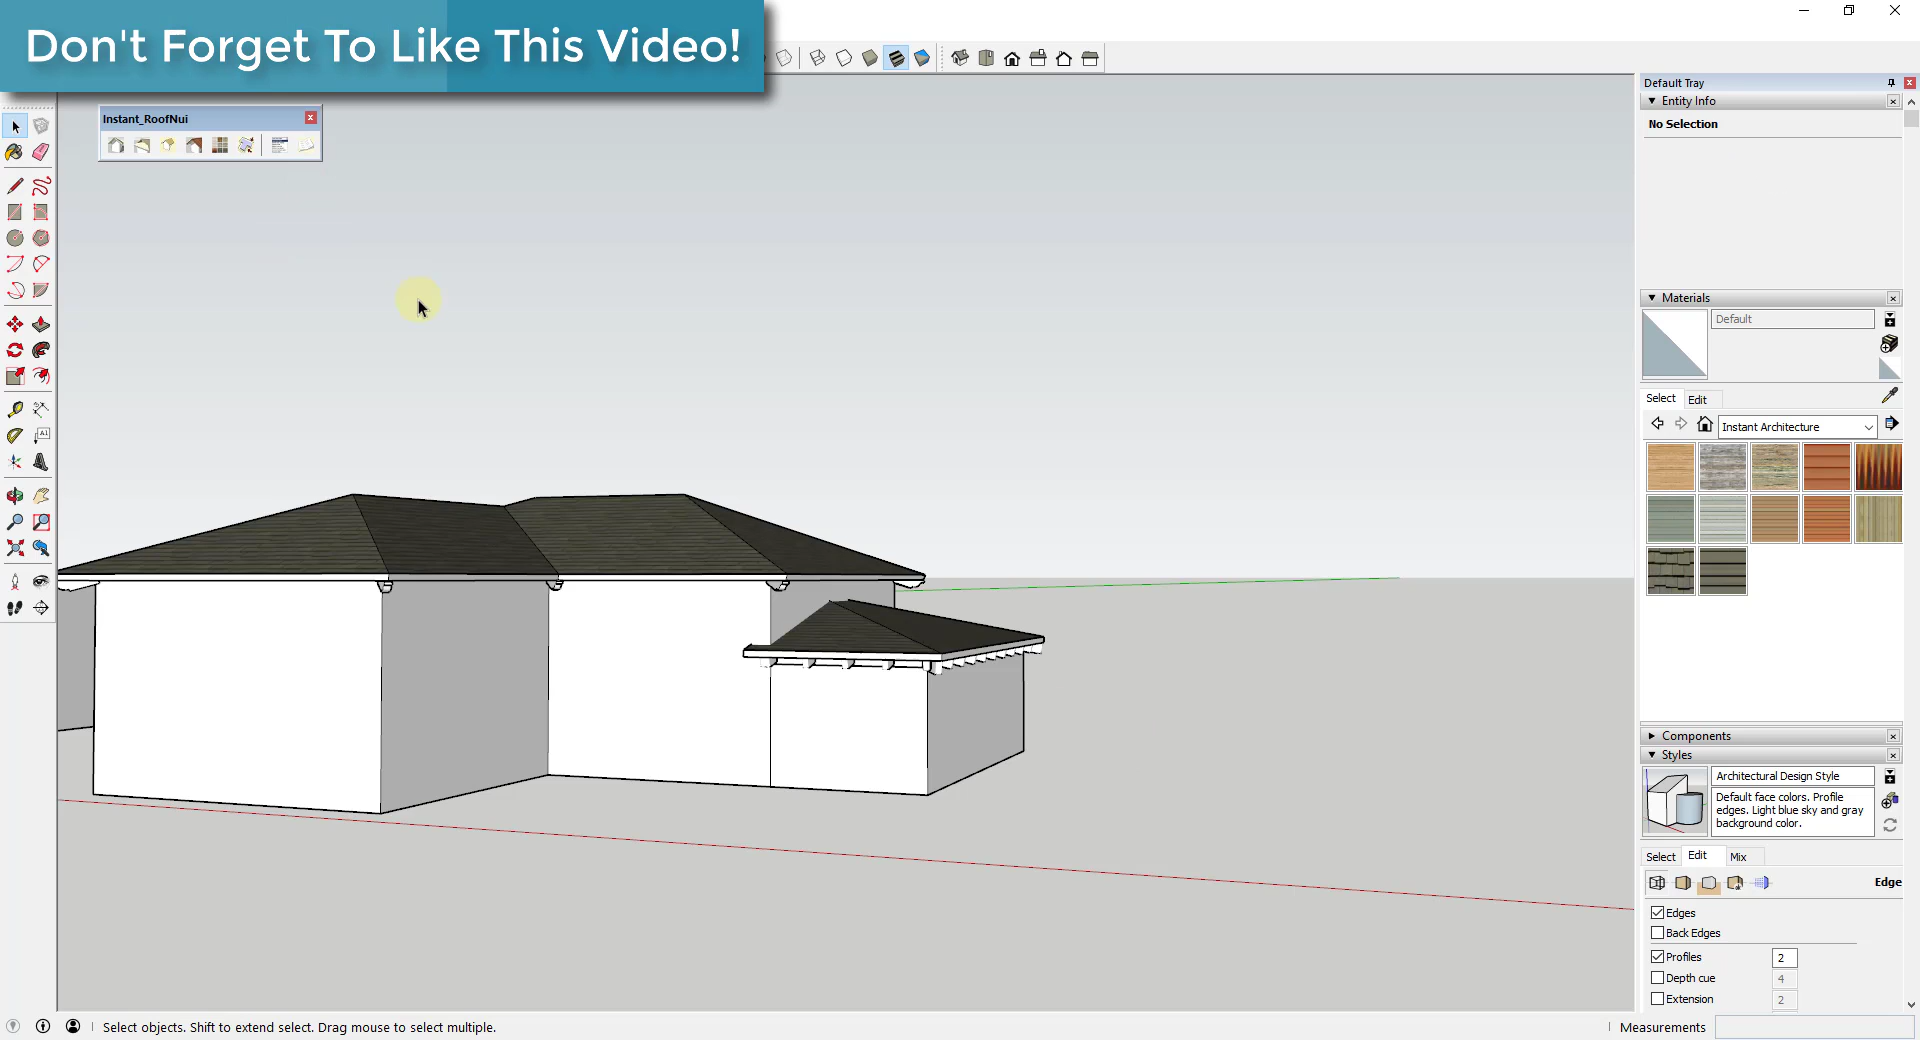 Don't Forget To Like This Video!
Default Tray
Instant_RoofNui
Entity Info
No Selection
Materials
Default
Select Edit
Instant Architecture
Components
Styles
Architectural Design Style
Default face colors. Profile
edges. Light blue sky and gray
background color.
Select Edit Mix
Edge
Edges
Back Edges
Profiles 2
Depth cue 4
Extension 2
Select objects. Shift to extend select. Drag mouse to select multiple.
Measurements